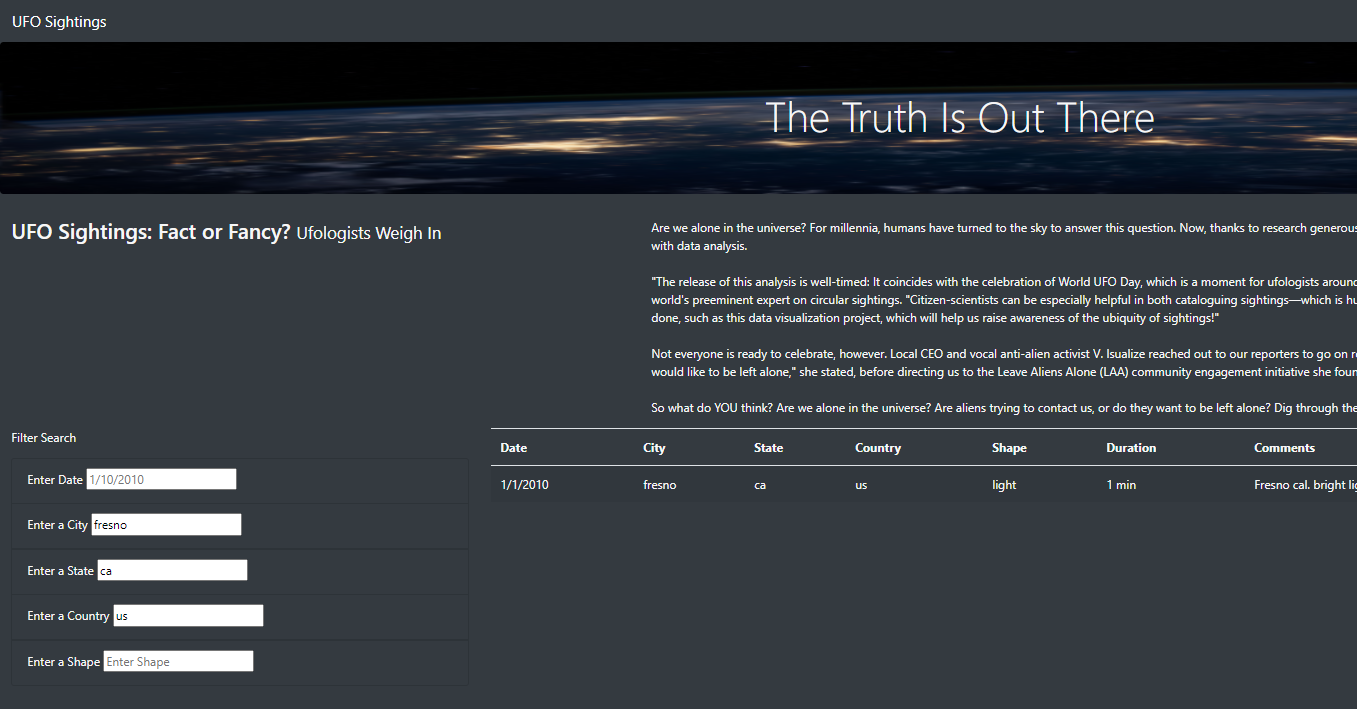 UFO Sightings
The Truth Is Out There
UFO Sightings: Fact or Fancy? Ufologists Weigh In
Are we alone in the universe? For millennia, humans have turned to the sky to answer this question. Now, thanks to research
with data analysis.
"The release of this analysis is well-timed: It coincides with the celebration of World UFO Day, which is a moment for ufologists
world's preeminent expert on circular sightings. "Citizen-scientists can be especially helpful in both cataloguing sightings—which is
done, such as this data visualization project, which will help us raise awareness of the ubiquity of sightings!"
Not everyone is ready to celebrate, however. Local CEO and vocal anti-alien activist V. Isualize reached out to our reporters to go on
would like to be left alone," she stated, before directing us to the Leave Aliens Alone (LAA) community engagement initiative she
So what do YOU think? Are we alone in the universe? Are aliens trying to contact us, or do they want to be left alone? Dig through the
Filter Search
Date City State Country Shape Duration Comments
1/1/2010 fresno ca us light 1 min Fresno cal. bright
Enter Date 1/10/2010
Enter a City fresno
Enter a State ca
Enter a Country us
Enter a Shape Enter Shape